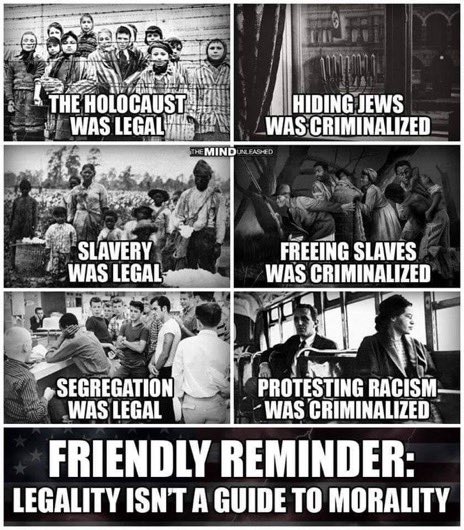 THE HOLOCAUST
WAS LEGAL
HIDING JEWS
WAS CRIMINALIZED
THE MIND UNLEASHED
SLAVERY
WAS LEGAL
FREEING SLAVES
WAS CRIMINALIZED
SEGREGATION
WAS LEGAL
PROTESTING RACISM
WAS CRIMINALIZED
FRIENDLY REMINDER:
LEGALITY ISN'T A GUIDE TO MORALITY